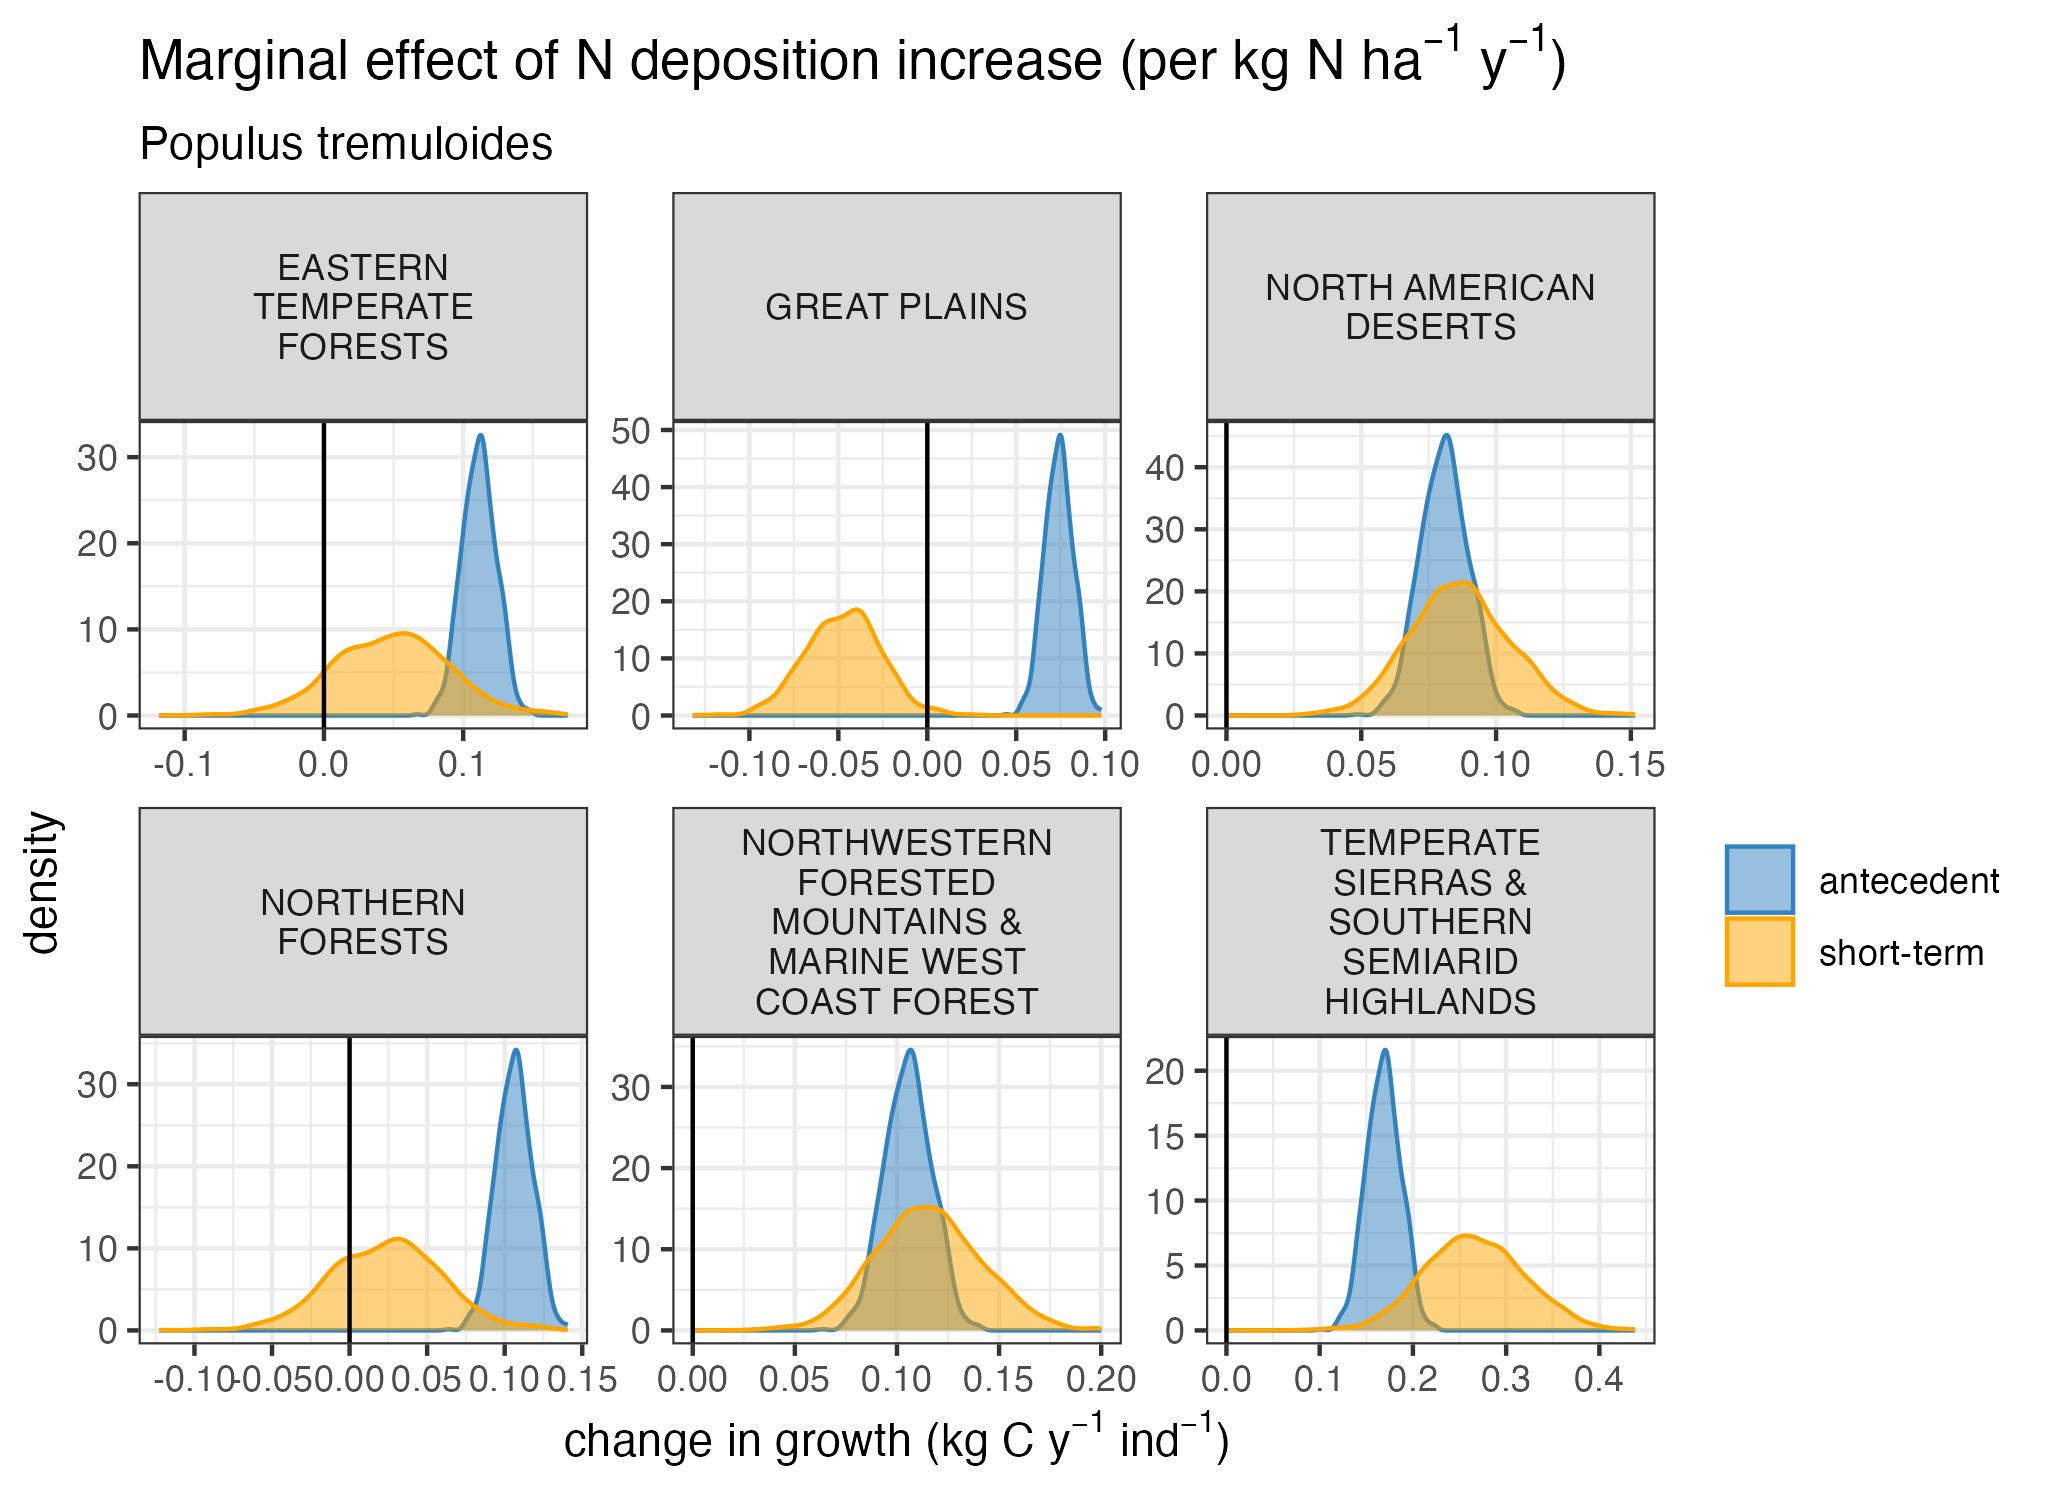 Marginal effect of N deposition increase (per kg N ha⁻¹ y⁻¹)
Populus tremuloides
EASTERN
TEMPERATE
FORESTS
GREAT PLAINS
NORTH AMERICAN
DESERTS
30
20
10
0
-0.1 0.0 0.1
50
40
30
20
10
0
-0.10 -0.05 0.00 0.05 0.10
40
30
20
10
0
0.00 0.05 0.10 0.15
density
NORTHERN
FORESTS
NORTHWESTERN
FORESTED
MOUNTAINS &
MARINE WEST
COAST FOREST
TEMPERATE
SIERRAS &
SOUTHERN
SEMIARID
HIGHLANDS
30
20
10
0
-0.10 -0.05 0.00 0.05 0.10 0.15
30
20
10
0
0.00 0.05 0.10 0.15 0.20
20
15
10
5
0
0.0 0.1 0.2 0.3 0.4
change in growth (kg C y⁻¹ ind⁻¹)
antecedent
short-term